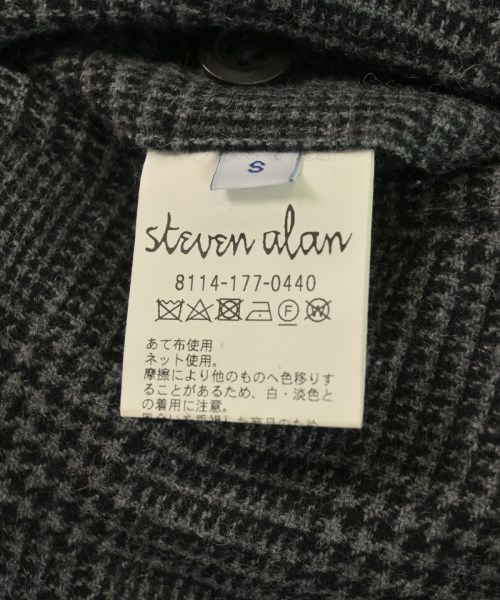 S
steven alan
8114-177-0440
あて布使用
ネット使用。
摩擦により他のものへ色移りす
ることがあるため、白・淡色と
の着用に注意。